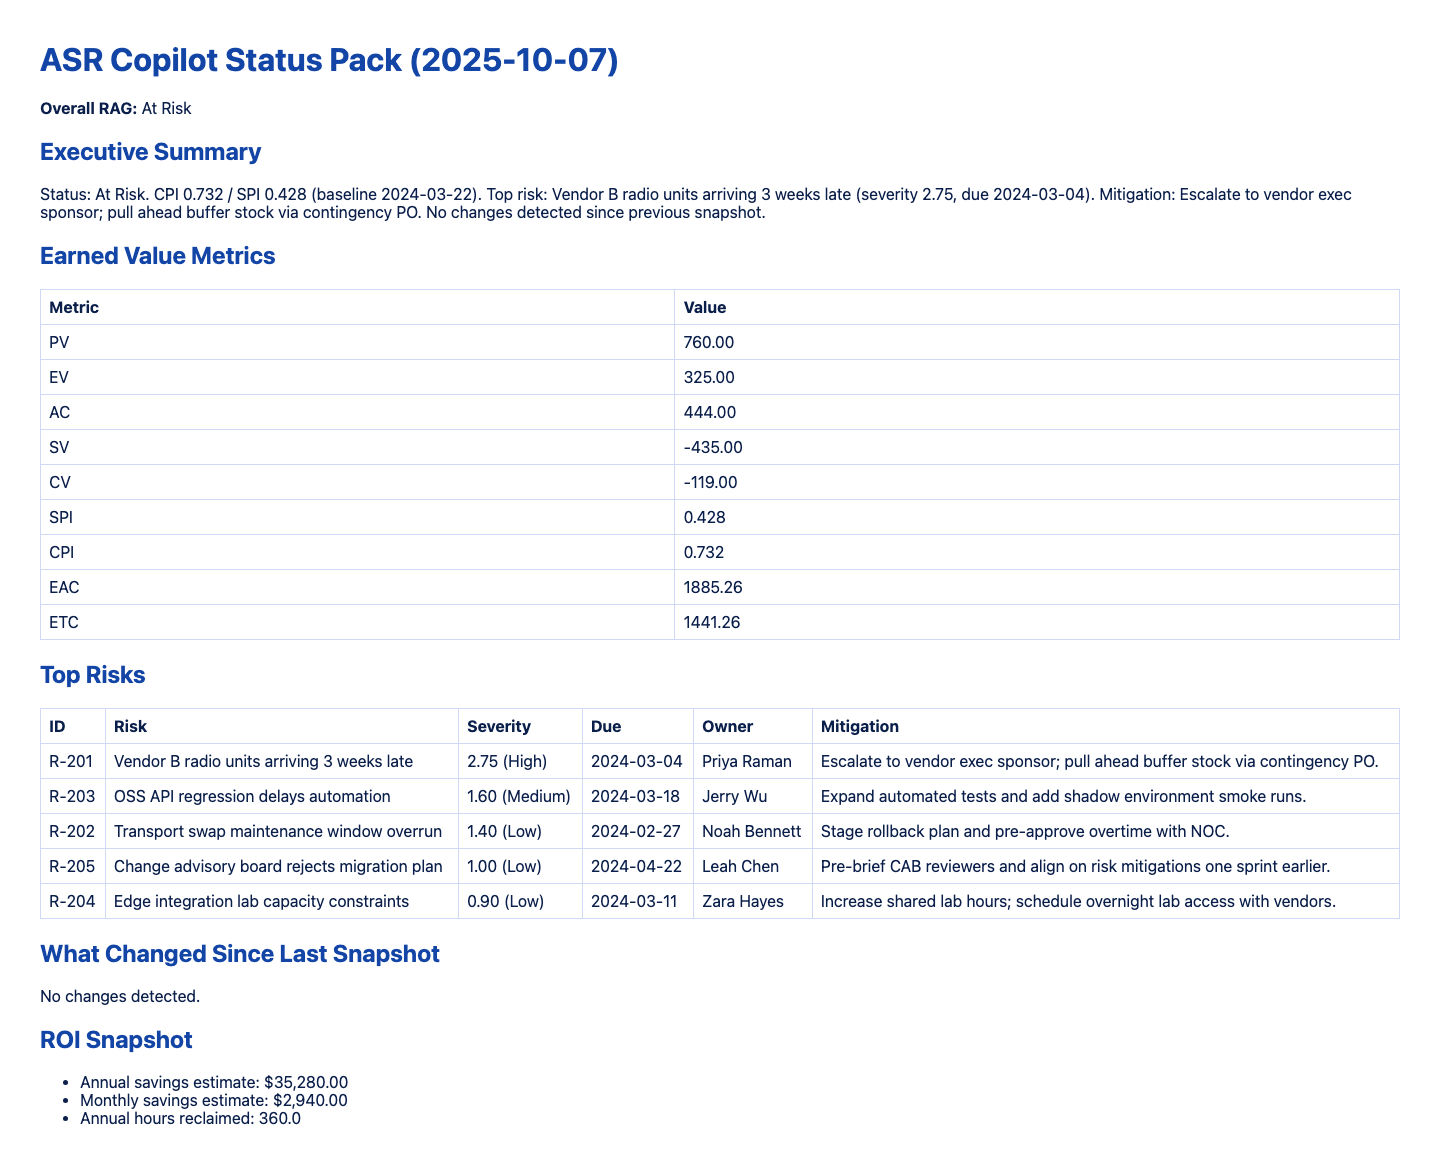 ASR Copilot Status Pack (2025-10-07)
Overall RAG: At Risk
Executive Summary
Status: At Risk. CPI 0.732 / SPI 0.428 (baseline 2024-03-22). Top risk: Vendor B radio units arriving 3 weeks late (severity 2.75, due 2024-03-04). Mitigation: Escalate to vendor exec
sponsor; pull ahead buffer stock via contingency PO. No changes detected since previous snapshot.
Earned Value Metrics
Metric Value
PV 760.00
EV 325.00
AC 444.00
SV -435.00
CV -119.00
SPI 0.428
CPI 0.732
EAC 1885.26
ETC 1441.26
Top Risks
ID Risk Severity Due Owner Mitigation
R-201 Vendor B radio units arriving 3 weeks late 2.75 (High) 2024-03-04 Priya Raman Escalate to vendor exec sponsor; pull ahead buffer stock via contingency PO.
R-203 OSS API regression delays automation 1.60 (Medium) 2024-03-18 Jerry Wu Expand automated tests and add shadow environment smoke runs.
R-202 Transport swap maintenance window overrun 1.40 (Low) 2024-02-27 Noah Bennett Stage rollback plan and pre-approve overtime with NOC.
R-205 Change advisory board rejects migration plan 1.00 (Low) 2024-04-22 Leah Chen Pre-brief CAB reviewers and align on risk mitigations one sprint earlier.
R-204 Edge integration lab capacity constraints 0.90 (Low) 2024-03-11 Zara Hayes Increase shared lab hours; schedule overnight lab access with vendors.
What Changed Since Last Snapshot
No changes detected.
ROI Snapshot
• Annual savings estimate: $35,280.00
• Monthly savings estimate: $2,940.00
• Annual hours reclaimed: 360.0